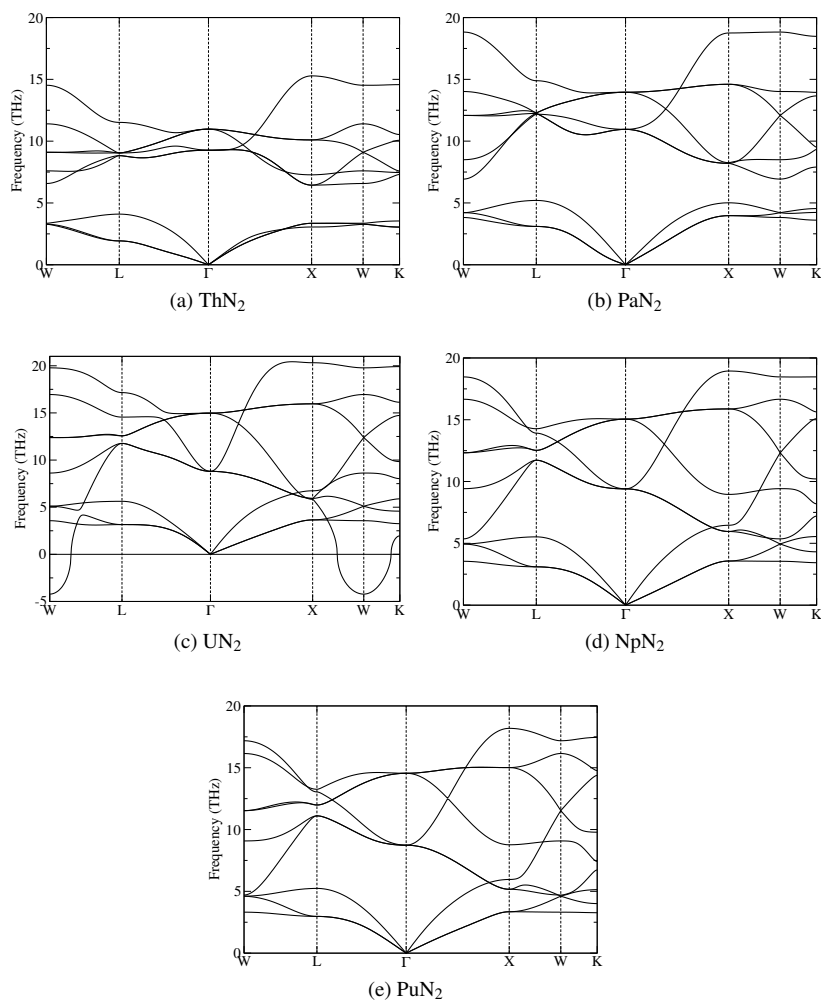 20
15
10
5
0
Frequency (THz)
W L Γ X W K
(a) ThN₂
20
15
10
5
0
Frequency (THz)
W L Γ X W K
(b) PaN₂
20
15
10
5
0
-5
Frequency (THz)
W L Γ X W K
(c) UN₂
20
15
10
5
0
Frequency (THz)
W L Γ X W K
(d) NpN₂
20
15
10
5
0
Frequency (THz)
W L Γ X W K
(e) PuN₂